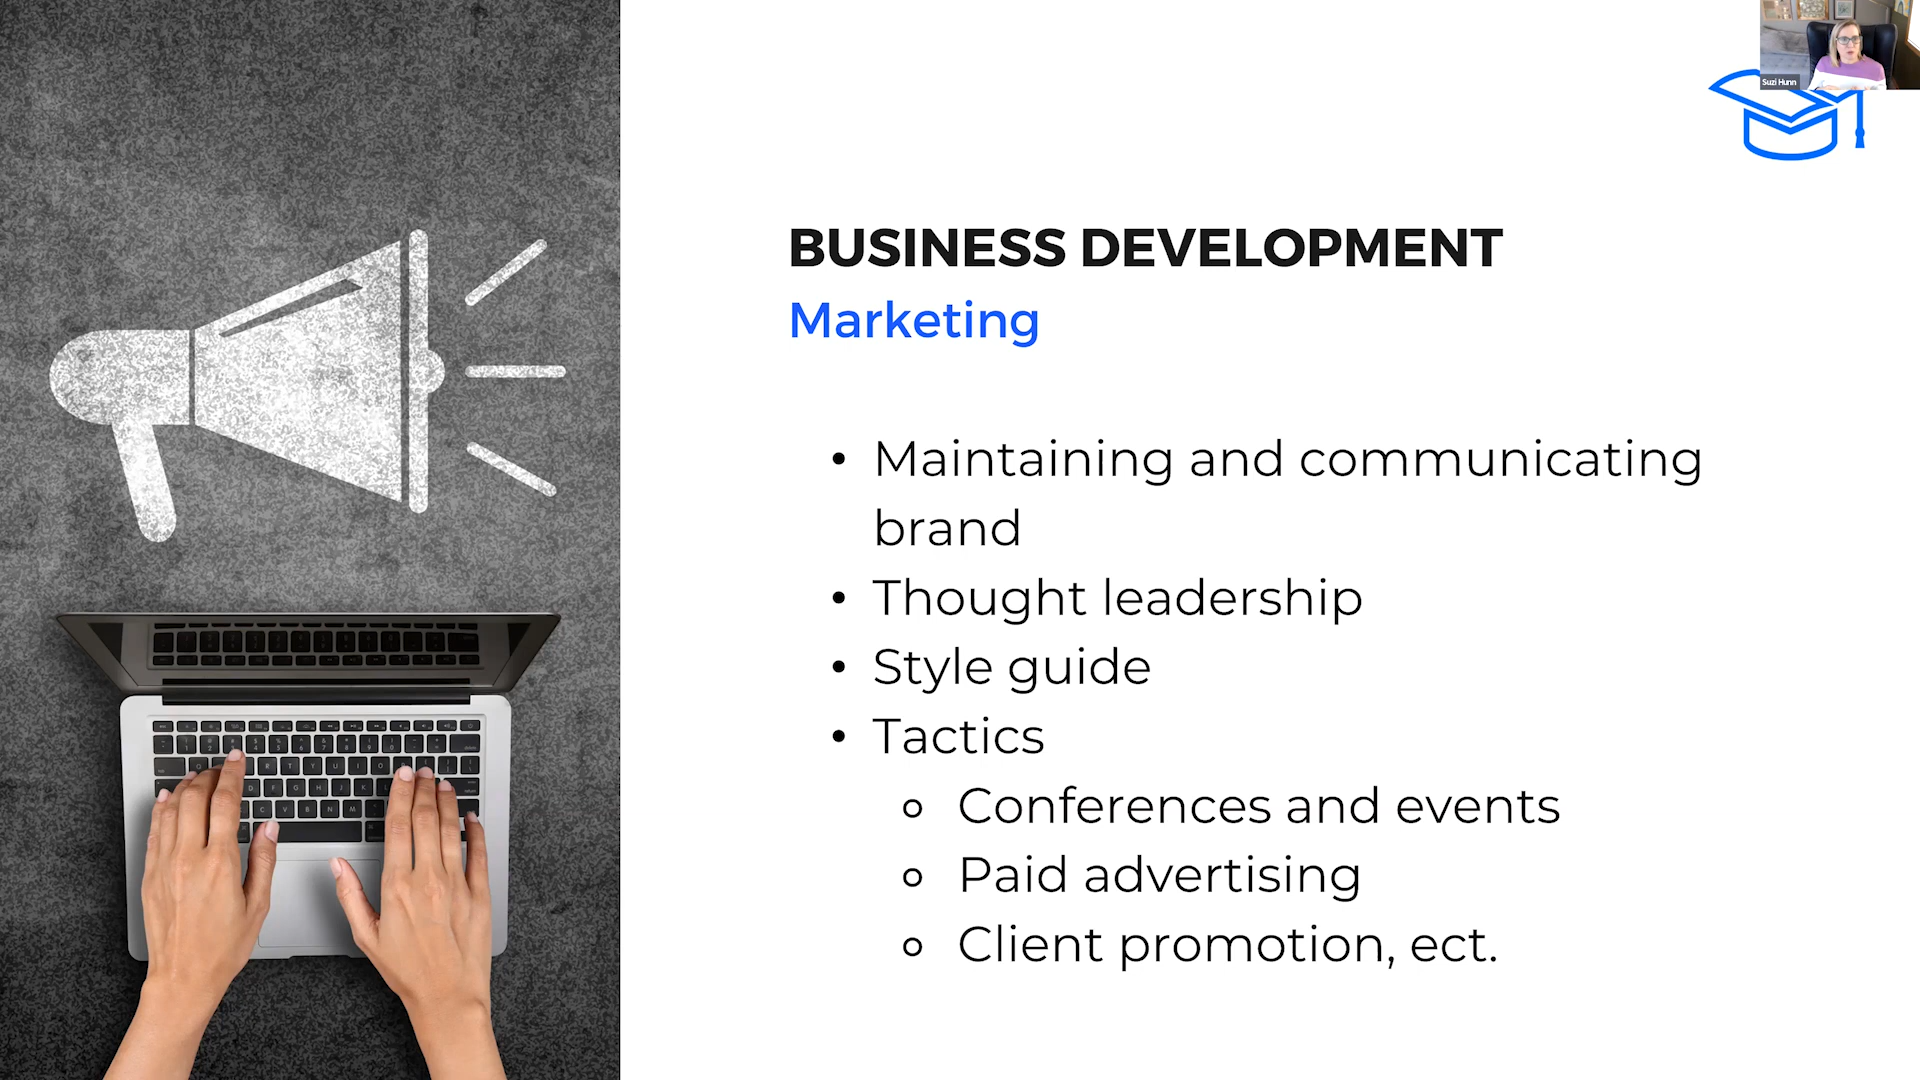 Suzi Hunn
BUSINESS DEVELOPMENT
Marketing
• Maintaining and communicating
brand
• Thought leadership
• Style guide
• Tactics
○ Conferences and events
○ Paid advertising
○ Client promotion, ect.